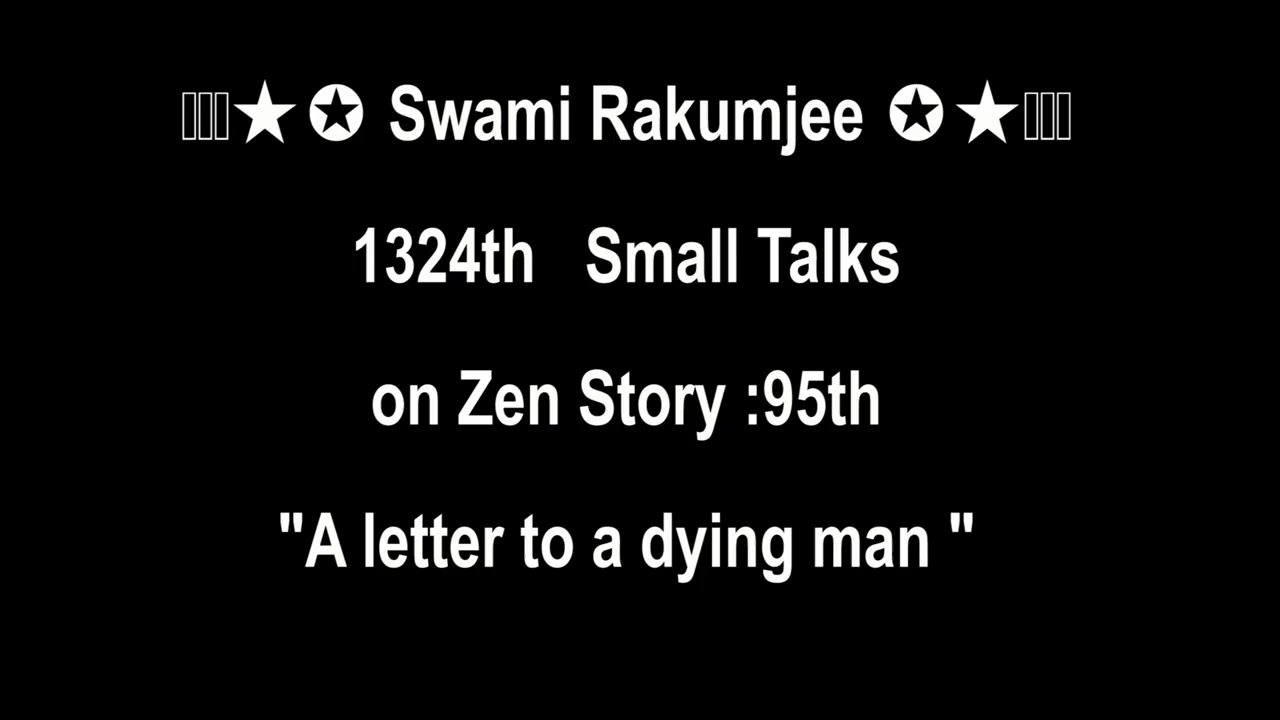 ★✪ Swami Rakumjee ✪★
1324th Small Talks
on Zen Story :95th
"A letter to a dying man "